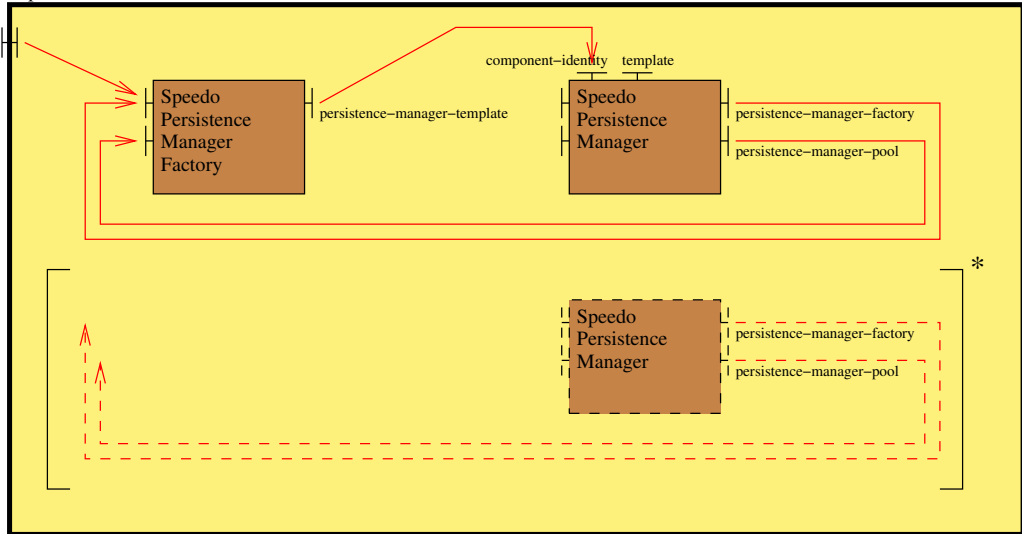 component−identity template
Speedo
Persistence
Manager
Factory
persistence−manager−template
Speedo
Persistence
Manager
persistence−manager−factory
persistence−manager−pool
*
Speedo
Persistence
Manager
persistence−manager−factory
persistence−manager−pool